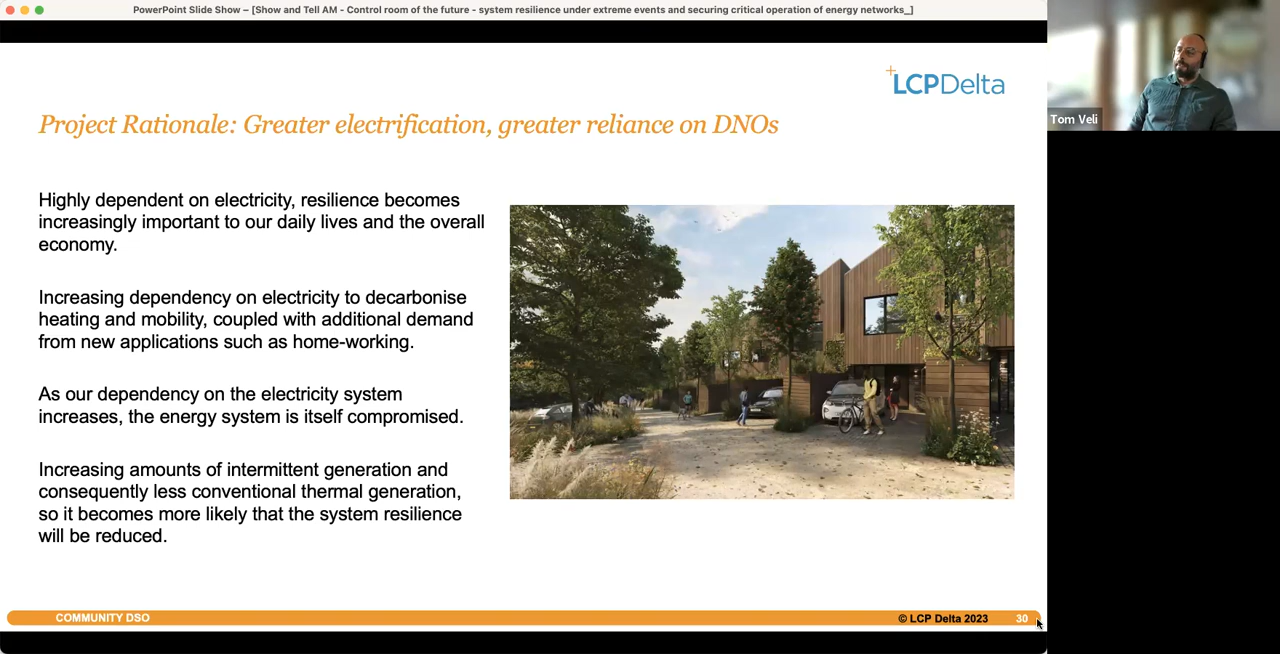 PowerPoint Slide Show – [Show and Tell AM - Control room of the future - system resilience under extreme events and securing critical operation of energy networks_]
LCPDelta
Tom Veli
Project Rationale: Greater electrification, greater reliance on DNOs
Highly dependent on electricity, resilience becomes
increasingly important to our daily lives and the overall
economy.
Increasing dependency on electricity to decarbonise
heating and mobility, coupled with additional demand
from new applications such as home-working.
As our dependency on the electricity system
increases, the energy system is itself compromised.
Increasing amounts of intermittent generation and
consequently less conventional thermal generation,
so it becomes more likely that the system resilience
will be reduced.
COMMUNITY DSO
© LCP Delta 2023
30